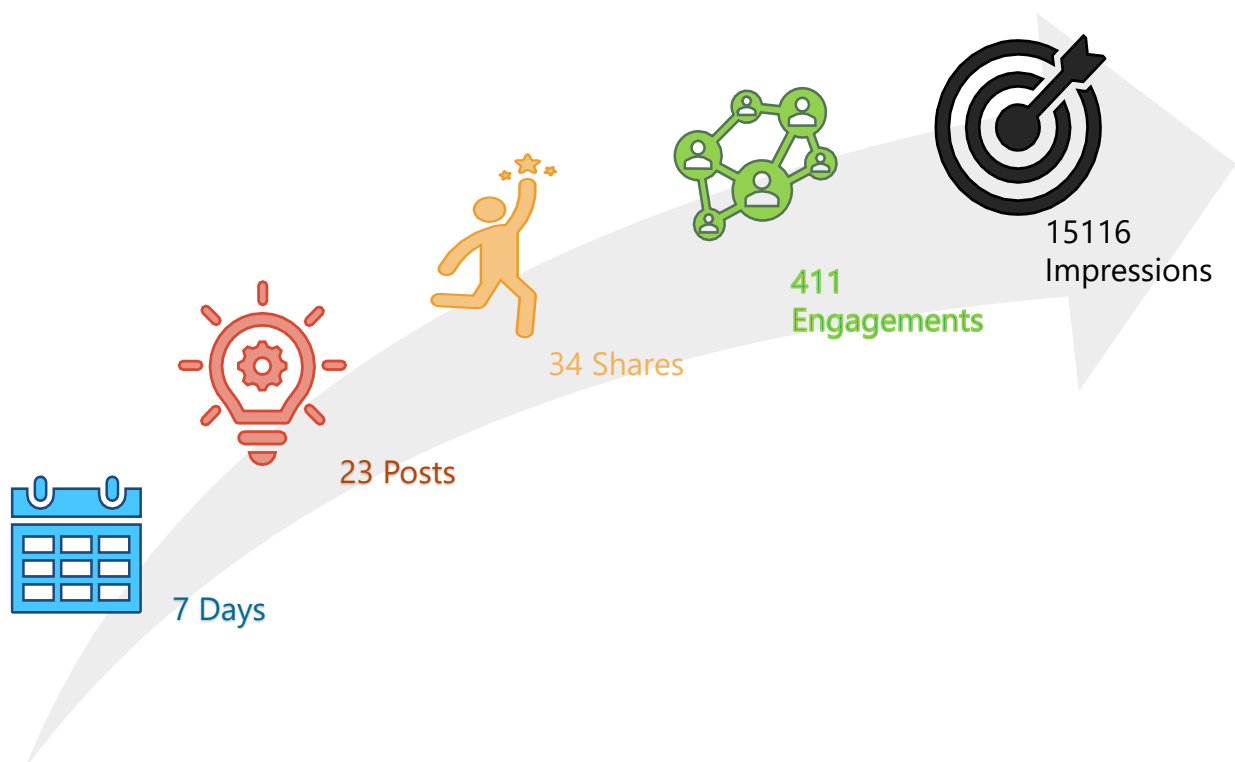 7 Days
23 Posts
34 Shares
411
Engagements
15116
Impressions